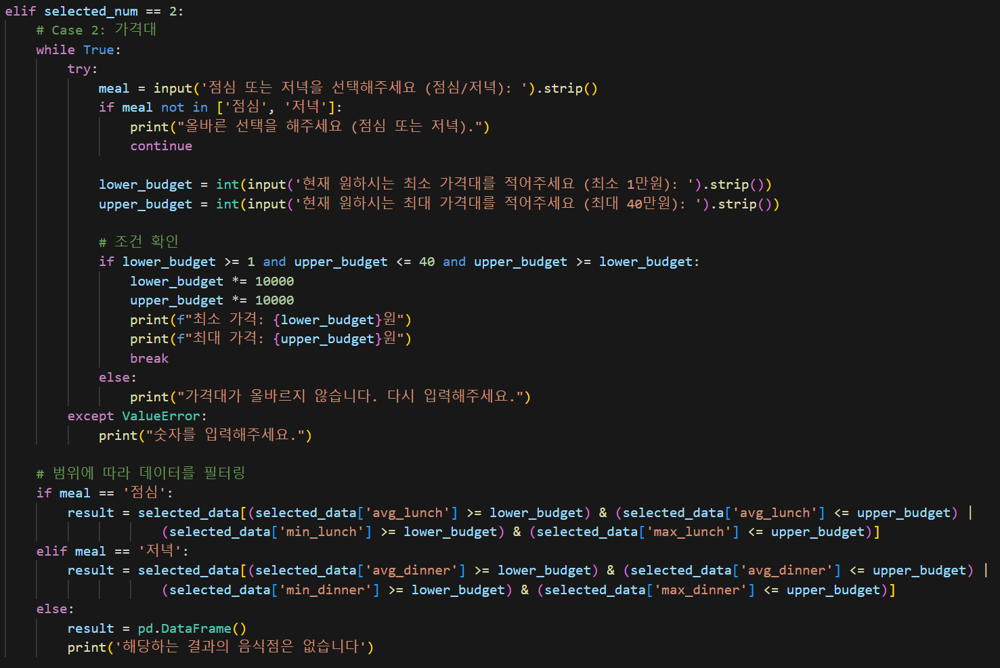 elif selected_num == 2:
    # Case 2: 가격대
    while True:
        try:
            meal = input('점심 또는 저녁을 선택해주세요 (점심/저녁): ').strip()
            if meal not in ['점심', '저녁']:
                print("올바른 선택을 해주세요 (점심 또는 저녁).")
                continue

            lower_budget = int(input('현재 원하시는 최소 가격대를 적어주세요 (최소 1만원): ').strip())
            upper_budget = int(input('현재 원하시는 최대 가격대를 적어주세요 (최대 40만원): ').strip())

            # 조건 확인
            if lower_budget >= 1 and upper_budget <= 40 and upper_budget >= lower_budget:
                lower_budget *= 10000
                upper_budget *= 10000
                print(f"최소 가격: {lower_budget}원")
                print(f"최대 가격: {upper_budget}원")
                break
            else:
                print("가격대가 올바르지 않습니다. 다시 입력해주세요.")
        except ValueError:
            print("숫자를 입력해주세요.")

    # 범위에 따라 데이터를 필터링
    if meal == '점심':
        result = selected_data[(selected_data['avg_lunch'] >= lower_budget) & (selected_data['avg_lunch'] <= upper_budget) |
                    (selected_data['min_lunch'] >= lower_budget) & (selected_data['max_lunch'] <= upper_budget)]
    elif meal == '저녁':
        result = selected_data[(selected_data['avg_dinner'] >= lower_budget) & (selected_data['avg_dinner'] <= upper_budget) |
                    (selected_data['min_dinner'] >= lower_budget) & (selected_data['max_dinner'] <= upper_budget)]
    else:
        result = pd.DataFrame()
        print('해당하는 결과의 음식점은 없습니다')